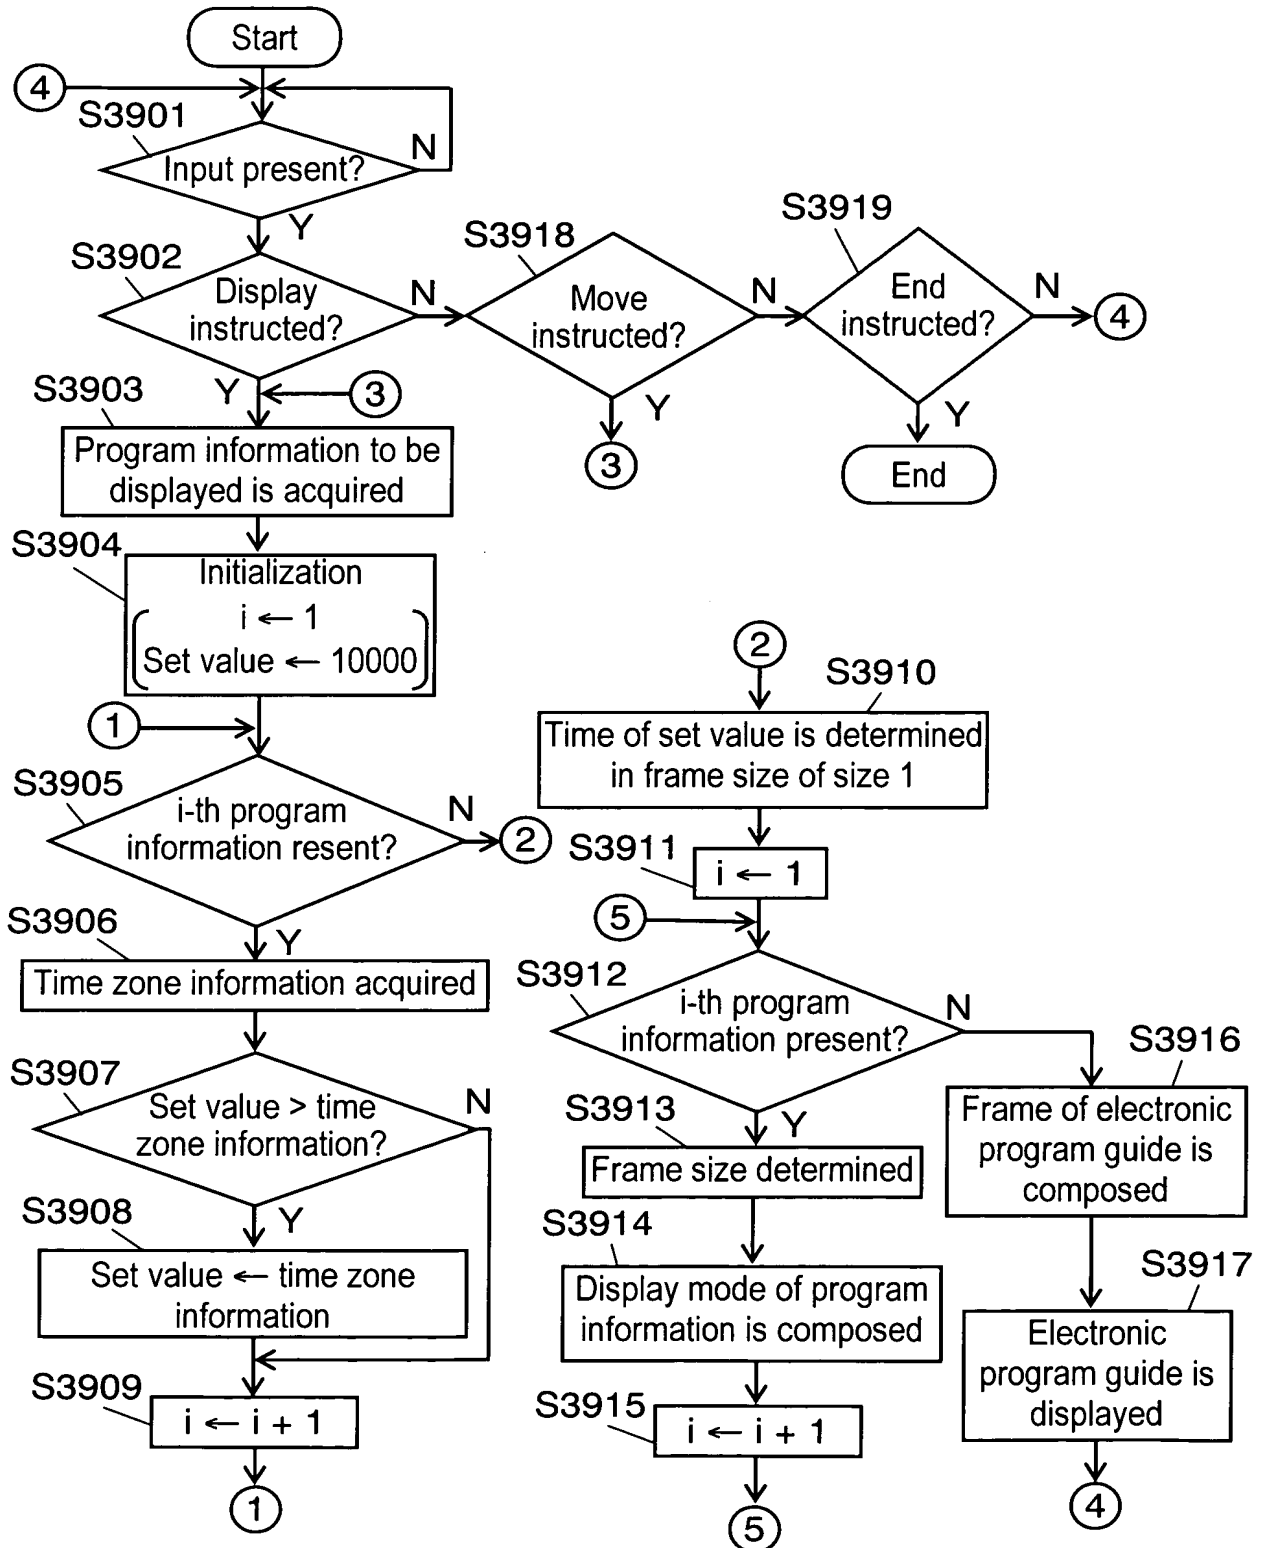 Start
4
S3901
Input present?
N
Y
S3902
Display
instructed?
N
Y
S3918
Move
instructed?
N
Y
3
S3919
End
instructed?
N
4
Y
End
3
S3903
Program information to be
displayed is acquired
S3904
Initialization
i ← 1
Set value ← 10000
1
S3905
i-th program
information resent?
N
2
Y
S3906
Time zone information acquired
S3907
Set value > time
zone information?
N
Y
S3908
Set value ← time zone
information
S3909
i ← i + 1
1
2
S3910
Time of set value is determined
in frame size of size 1
S3911
i ← 1
5
S3912
i-th program
information present?
N
Y
S3913
Frame size determined
S3914
Display mode of program
information is composed
S3915
i ← i + 1
5
S3916
Frame of electronic
program guide is
composed
S3917
Electronic
program guide is
displayed
4